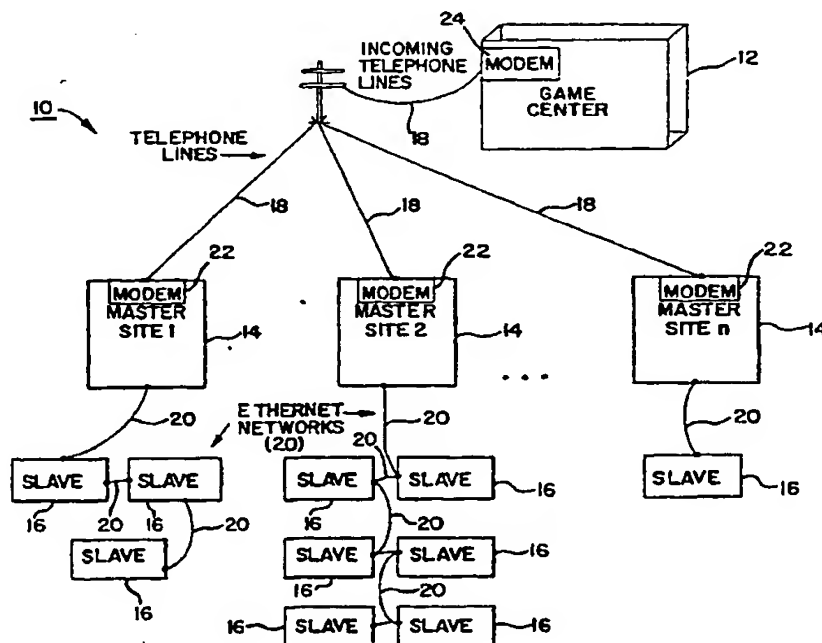 24
MODEM
12
INCOMING
TELEPHONE
LINES
GAME
CENTER
18
10
TELEPHONE
LINES
18
18
18
22
MODEM
MASTER
SITE 1
14
22
MODEM
MASTER
SITE 2
14
...
22
MODEM
MASTER
SITE n
14
20
ETHERNET
NETWORKS
(20)
20
20
SLAVE
16
20
SLAVE
16
20
SLAVE
16
20
SLAVE
16
SLAVE
16
20
SLAVE
16
SLAVE
16
20
SLAVE
16
SLAVE
16
SLAVE
16